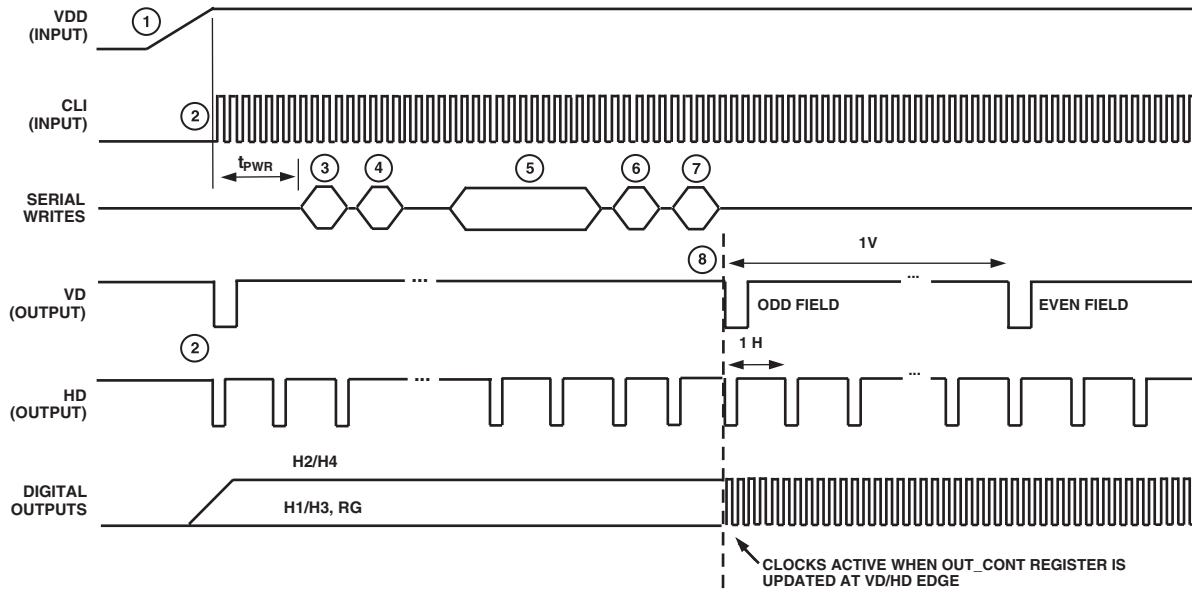 VDD
(INPUT)
1
CLI
(INPUT)
2
tPWR
SERIAL
WRITES
3
4
5
6
7
8
1V
VD
(OUTPUT)
...
...
ODD FIELD
EVEN FIELD
2
1 H
HD
(OUTPUT)
...
...
H2/H4
DIGITAL
OUTPUTS
H1/H3, RG
CLOCKS ACTIVE WHEN OUT_CONT REGISTER IS
UPDATED AT VD/HD EDGE